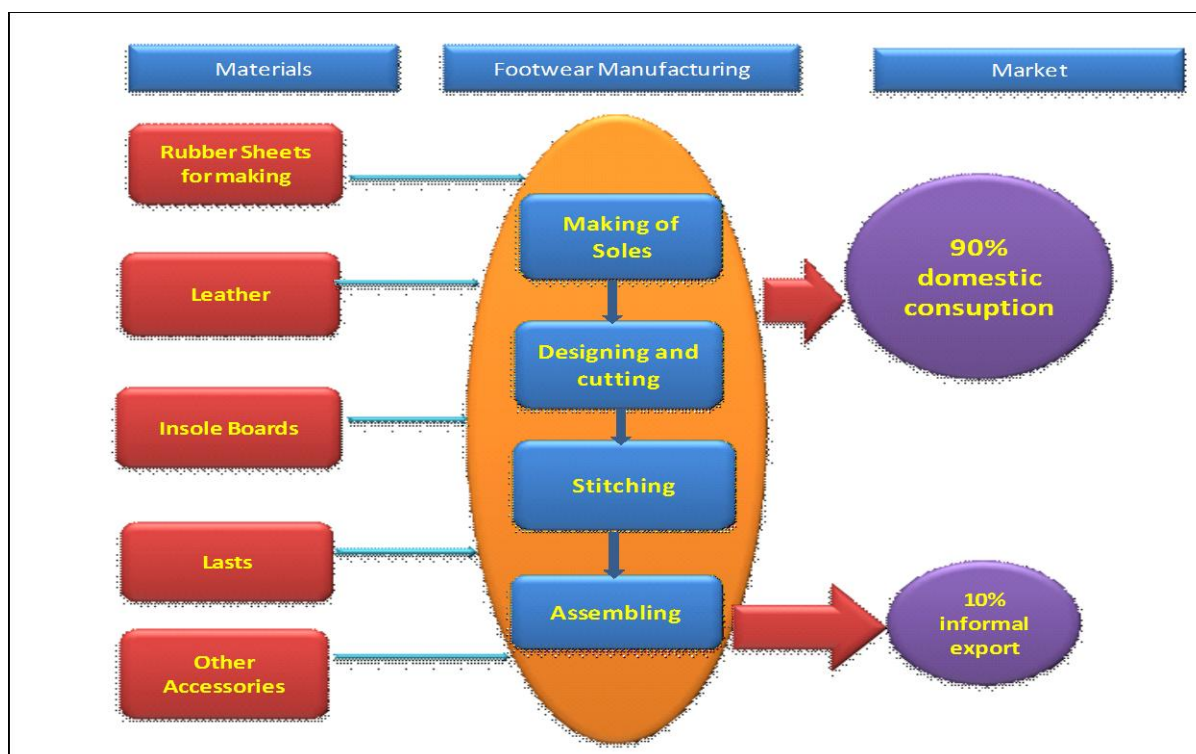 Materials
Footwear Manufacturing
Market
Rubber Sheets
for making
Leather
Insole Boards
Lasts
Other
Accessories
Making of
Soles
Designing and
cutting
Stitching
Assembling
90%
domestic
consuption
10%
informal
export